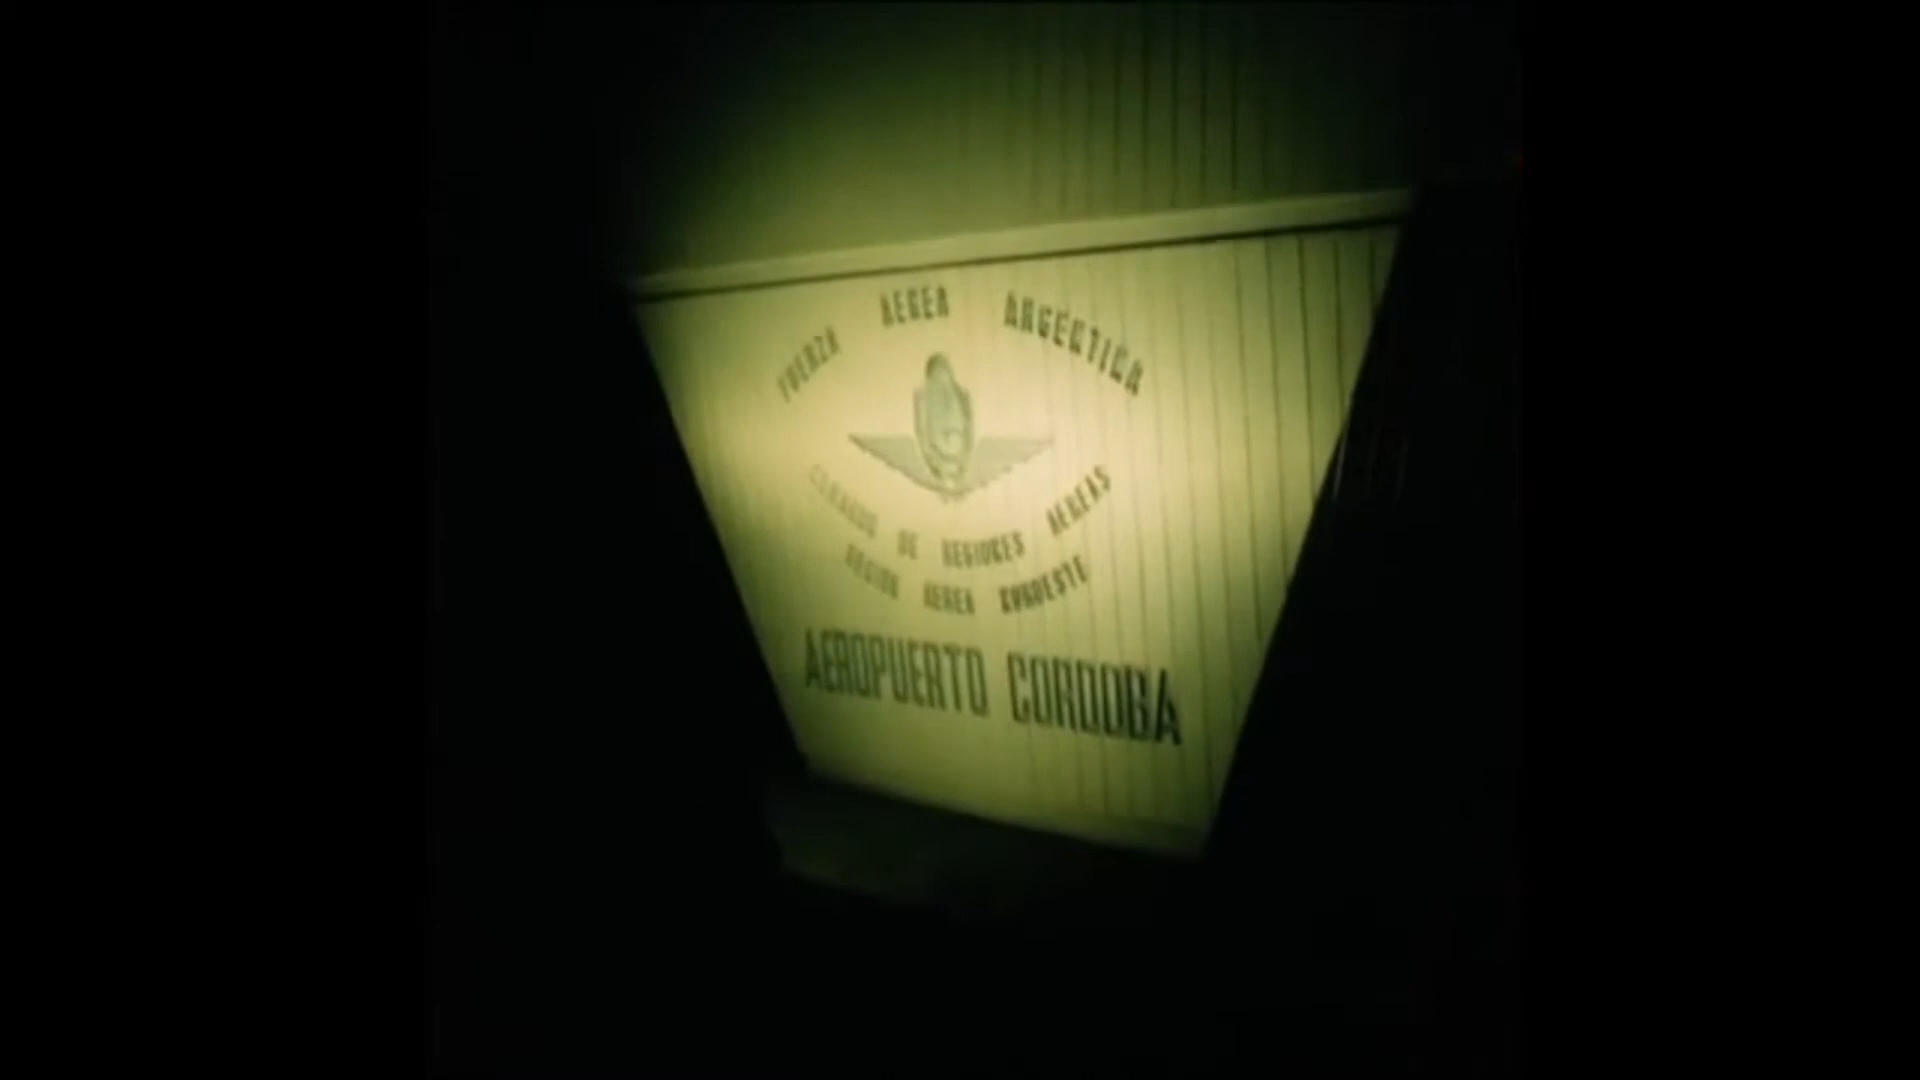 FUERZA AEREA ARGENTINA
COMANDO DE REGIONES AEREAS
REGION AEREA NOROESTE
AEROPUERTO CORDOBA